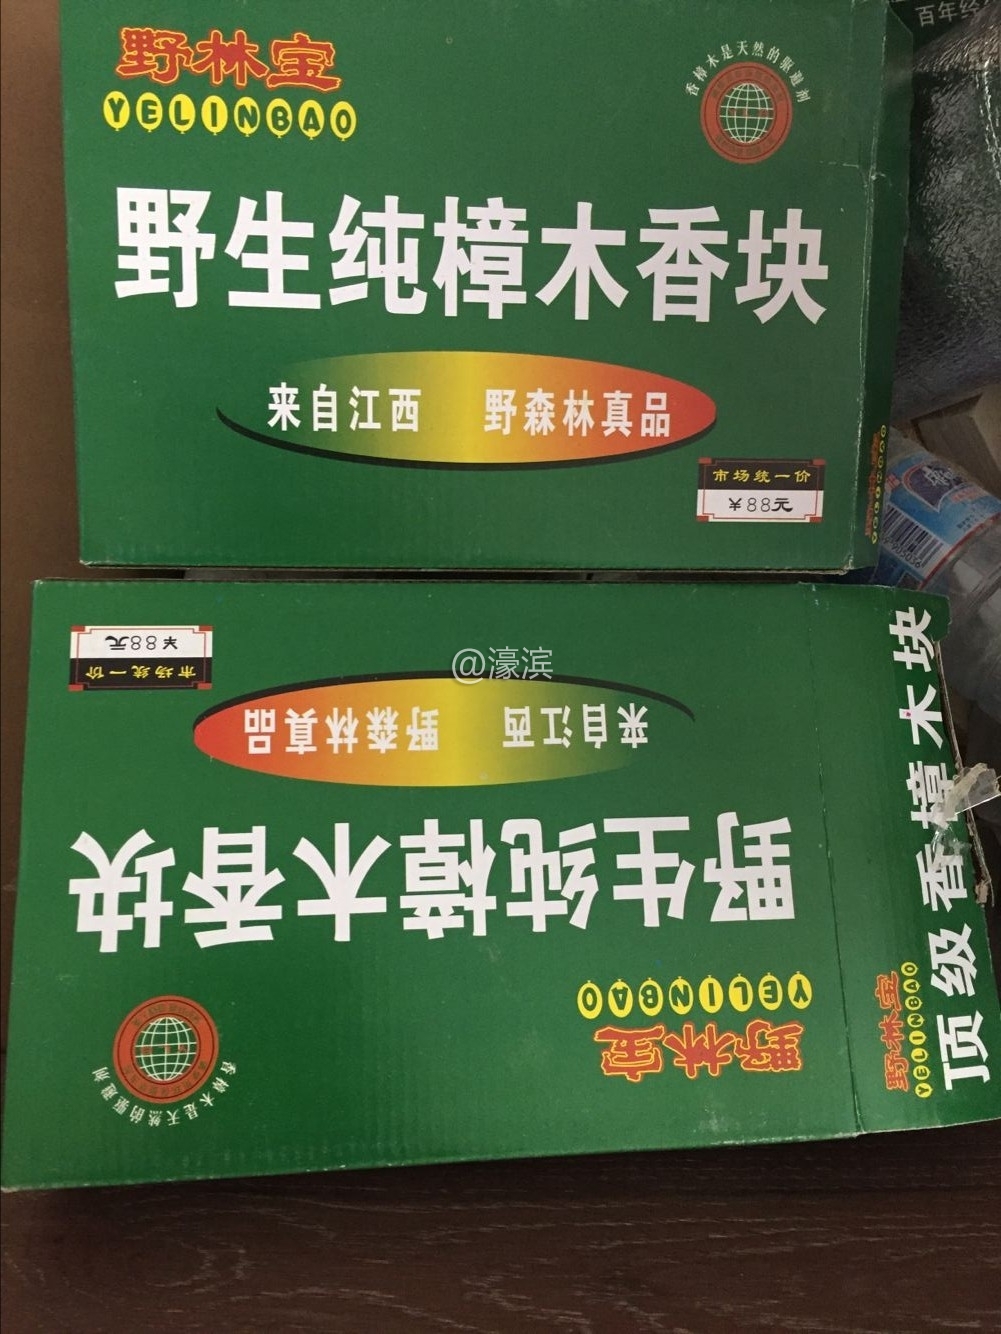 野林宝
YELINBAO
香樟木是天然的驱避剂
野生纯樟木香块
来自江西 野森林真品
市场统一价
￥88元
百年经
@濠滨
市场统一价
￥88元
来自江西 野森林真品
野生纯樟木香块
野林宝
YELINBAO
香樟木是天然的驱避剂
野林宝
YELINBAO
顶级香樟木块